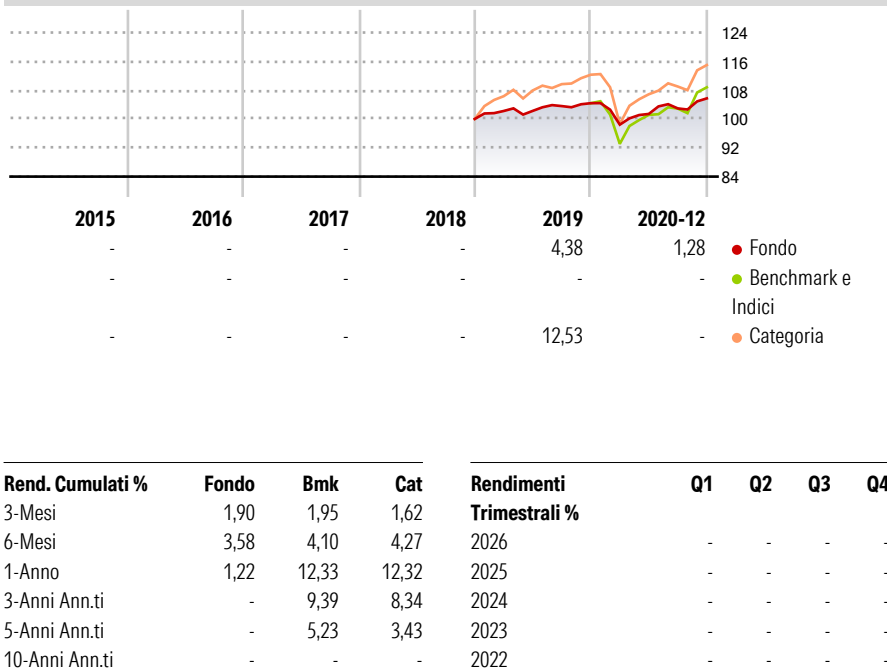 124
116
108
100
92
84
2015 2016 2017 2018 2019 2020-12
- - - - 4,38 1,28 Fondo
- - - - - - Benchmark e
Indici
- - - - 12,53 - Categoria
Rend. Cumulati % Fondo Bmk Cat
3-Mesi 1,90 1,95 1,62
6-Mesi 3,58 4,10 4,27
1-Anno 1,22 12,33 12,32
3-Anni Ann.ti - 9,39 8,34
5-Anni Ann.ti - 5,23 3,43
10-Anni Ann.ti - - -
Rendimenti Q1 Q2 Q3 Q4
Trimestrali %
2026 - - - -
2025 - - - -
2024 - - - -
2023 - - - -
2022 - - - -